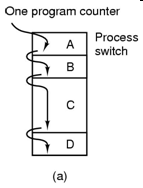 One program counter
Process
switch
A
B
C
D
(a)